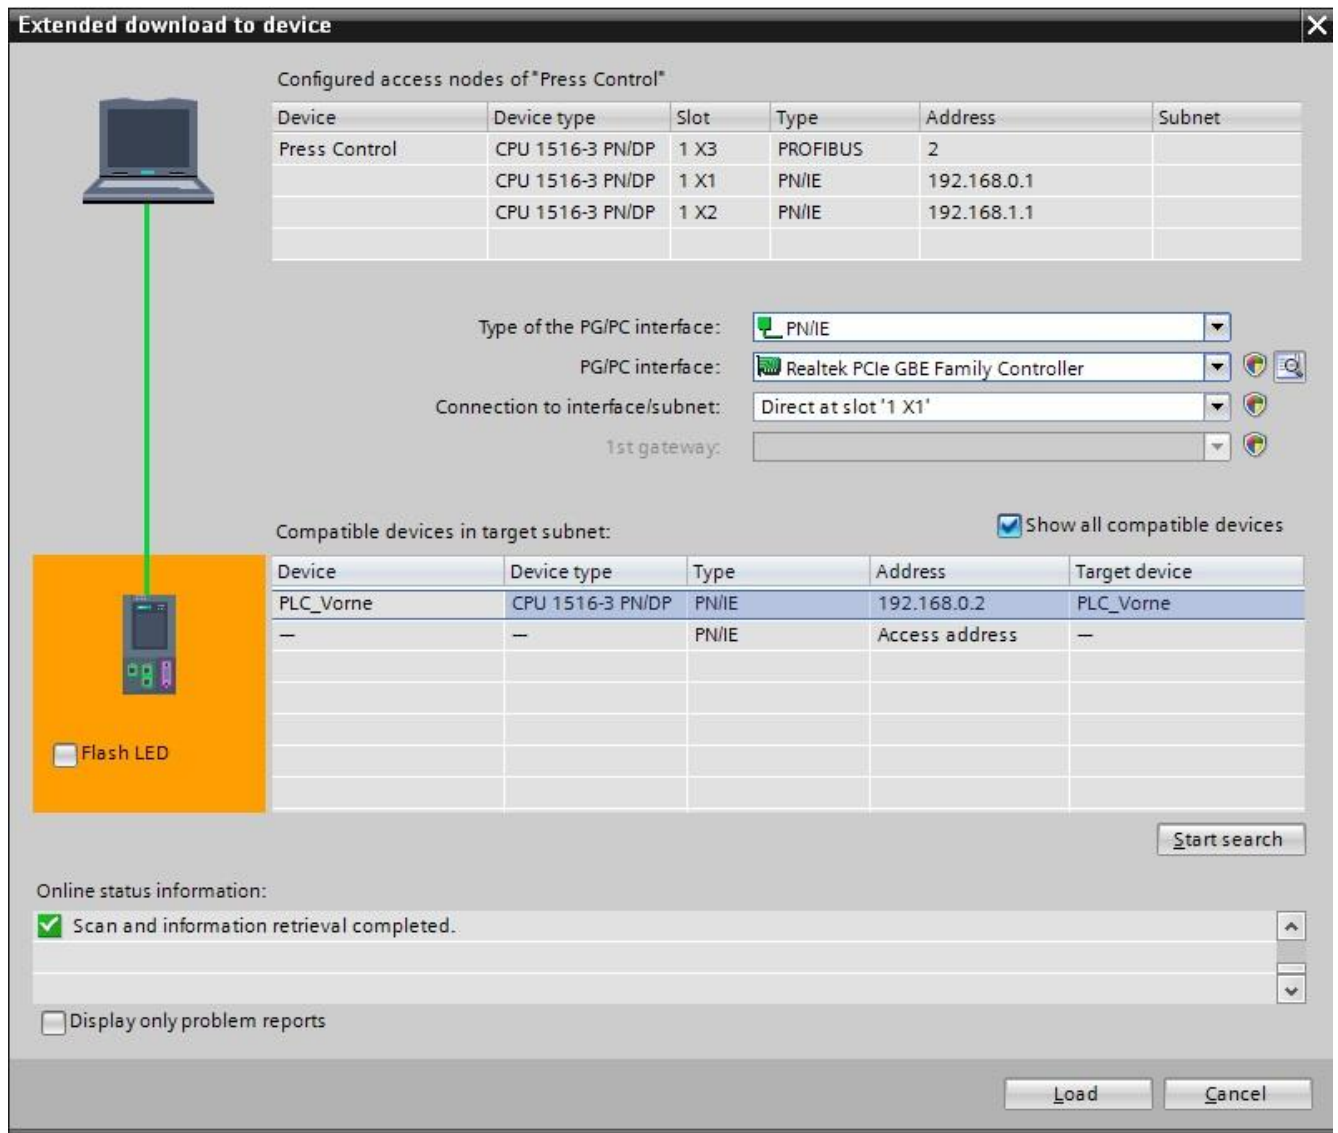 Extended download to device
Configured access nodes of "Press Control"
Device Device type Slot Type Address Subnet
Press Control CPU 1516-3 PN/DP 1 X3 PROFIBUS 2
CPU 1516-3 PN/DP 1 X1 PN/IE 192.168.0.1
CPU 1516-3 PN/DP 1 X2 PN/IE 192.168.1.1
Type of the PG/PC interface: PN/IE
PG/PC interface: Realtek PCIe GBE Family Controller
Connection to interface/subnet: Direct at slot '1 X1'
1st gateway:
Compatible devices in target subnet: Show all compatible devices
Device Device type Type Address Target device
PLC_Vorne CPU 1516-3 PN/DP PN/IE 192.168.0.2 PLC_Vorne
— — PN/IE Access address —
Flash LED
Start search
Online status information:
Scan and information retrieval completed.
Display only problem reports
Load Cancel